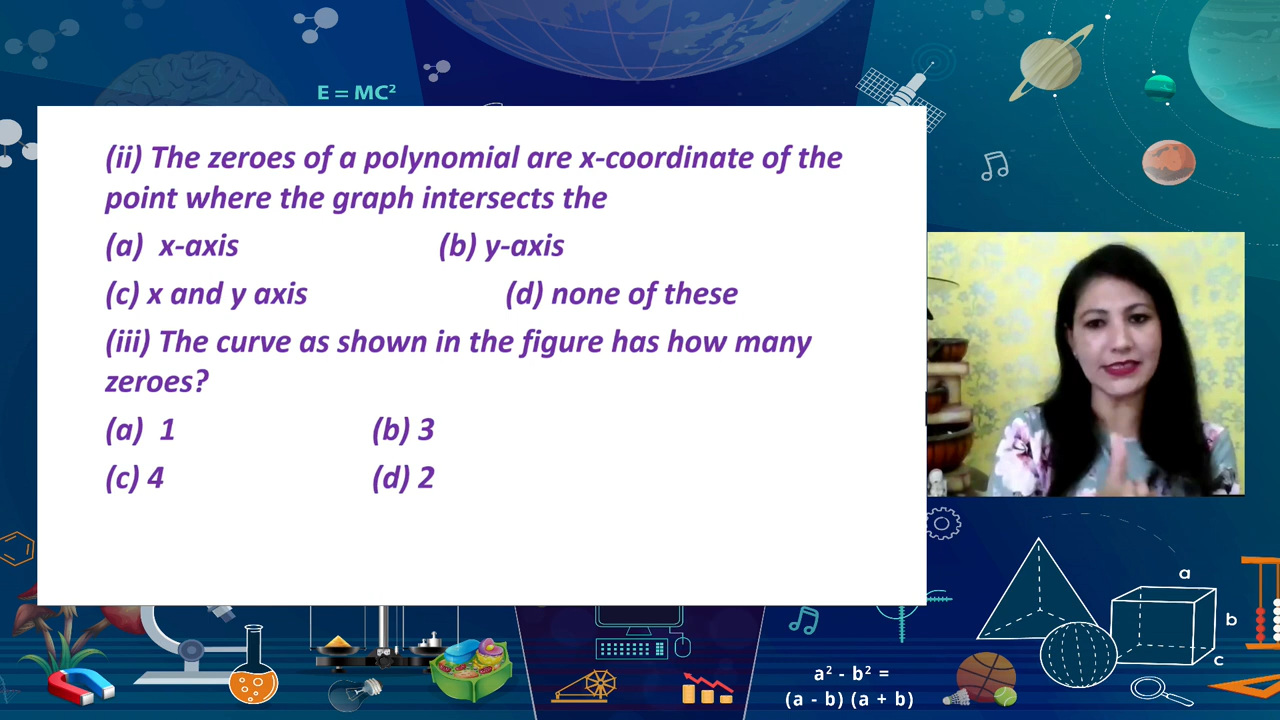 E = MC²
(ii) The zeroes of a polynomial are x-coordinate of the
point where the graph intersects the
(a) x-axis (b) y-axis
(c) x and y axis (d) none of these
(iii) The curve as shown in the figure has how many
zeroes?
(a) 1 (b) 3
(c) 4 (d) 2
a
b
c
a² - b² =
(a - b) (a + b)